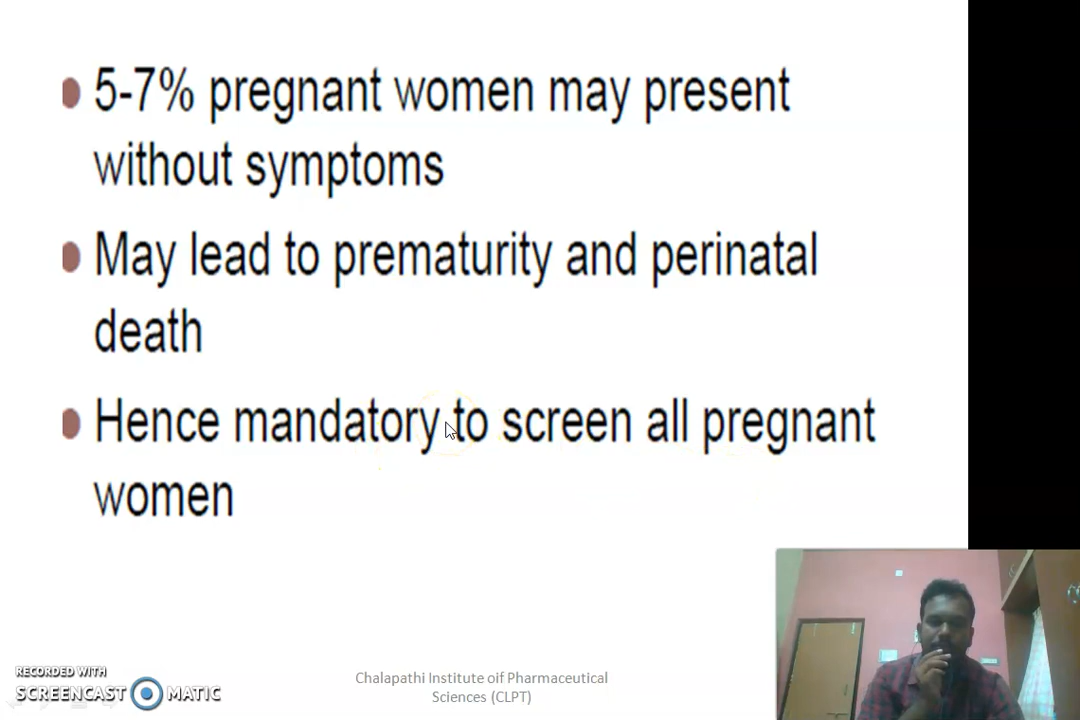 5-7% pregnant women may present
without symptoms
May lead to prematurity and perinatal
death
Hence mandatory to screen all pregnant
women
RECORDED WITH
SCREENCAST MATIC
Chalapathi Institute oif Pharmaceutical
Sciences (CLPT)